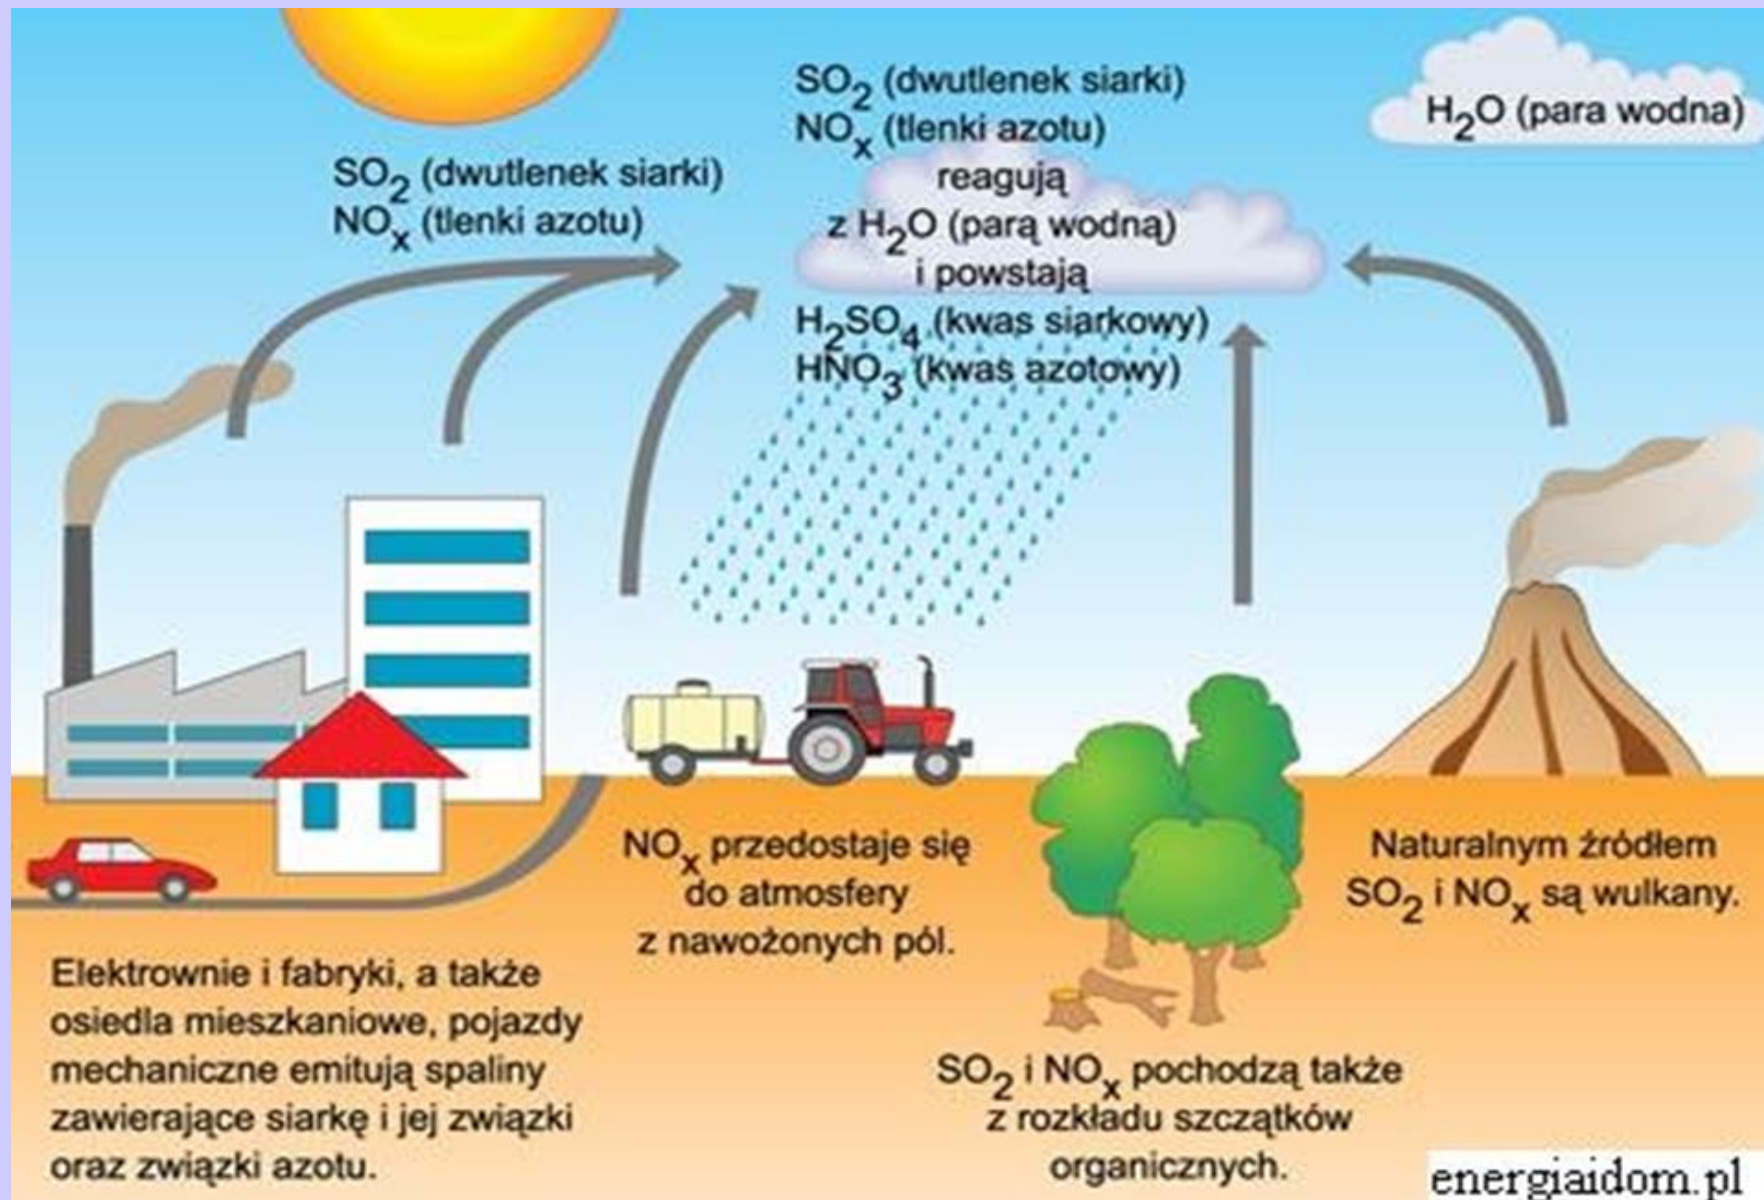 SO2 (dwutlenek siarki)
NOx (tlenki azotu)
SO2 (dwutlenek siarki)
NOx (tlenki azotu)
reagują
z H2O (parą wodną)
i powstają
H2SO4 (kwas siarkowy)
HNO3 (kwas azotowy)
H2O (para wodna)
Elektrownie i fabryki, a także
osiedla mieszkaniowe, pojazdy
mechaniczne emitują spaliny
zawierające siarkę i jej związki
oraz związki azotu.
NOx przedostaje się
do atmosfery
z nawożonych pól.
SO2 i NOx pochodzą także
z rozkładu szczątków
organicznych.
Naturalnym źródłem
SO2 i NOx są wulkany.
energiaidom.pl